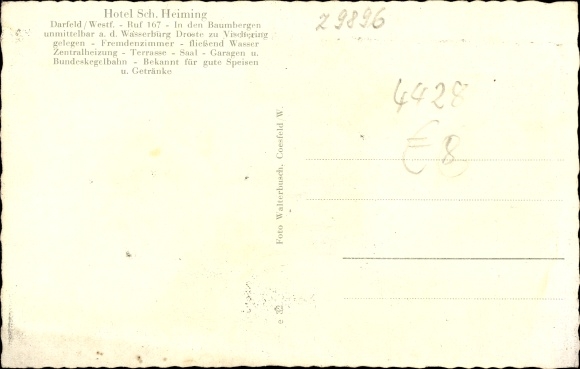 Hotel Sch. Heiming
Darfeld/Westf. - Ruf 167 - In den Baumbergen
unmittelbar a. d. Wasserburg Droste zu Vischering
gelegen - Fremdenzimmer - fließend Wasser
Zentralheizung - Terrasse - Saal - Garagen u.
Bundeskegelbahn - Bekannt für gute Speisen
u. Getränke
Z 9896
4428
€ 8
Foto Walterbusch, Coesfeld W.